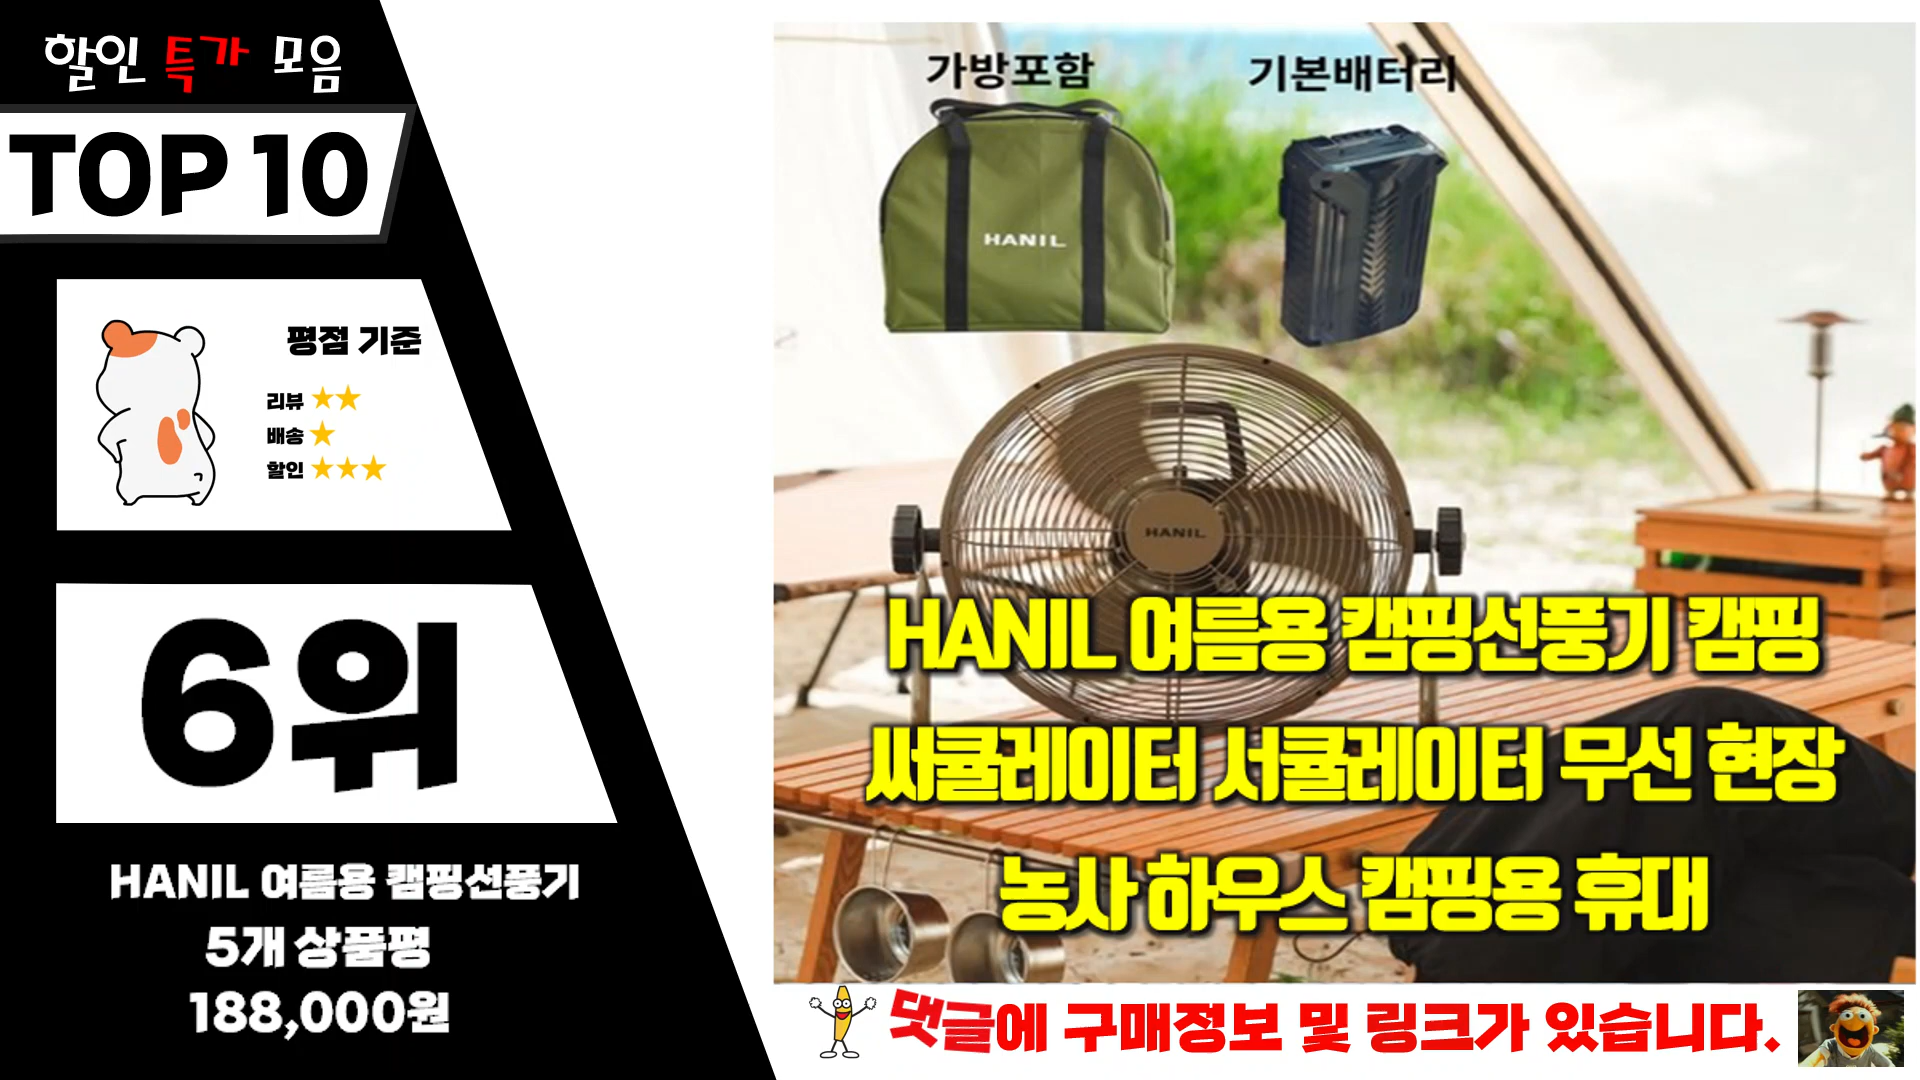 할인 특가 모음
TOP 10
평점 기준
리뷰 ★★
배송 ★
할인 ★★★
6위
HANIL 여름용 캠핑선풍기
5개 상품평
188,000원
가방포함
기본배터리
HANIL
HANIL
HANIL 여름용 캠핑선풍기 캠핑
써큘레이터 서큘레이터 무선 현장
농사 하우스 캠핑용 휴대
댓글에 구매정보 및 링크가 있습니다.